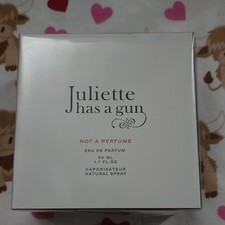 Juliette
has a gun
NOT A PERFUME
EAU DE PARFUM
50 ML
1.7 FL.OZ
VAPORISATEUR
NATURAL SPRAY